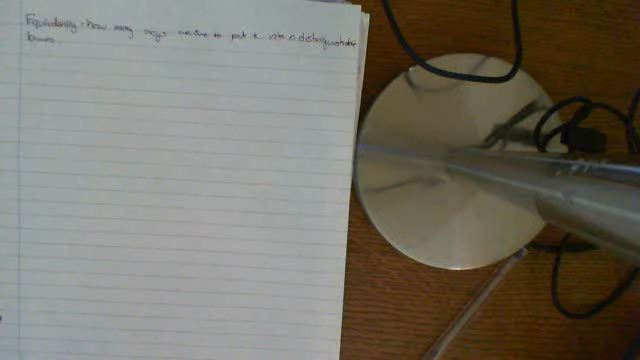 Equivalently: How many ways are there to put k into n distinguishable
boxes.